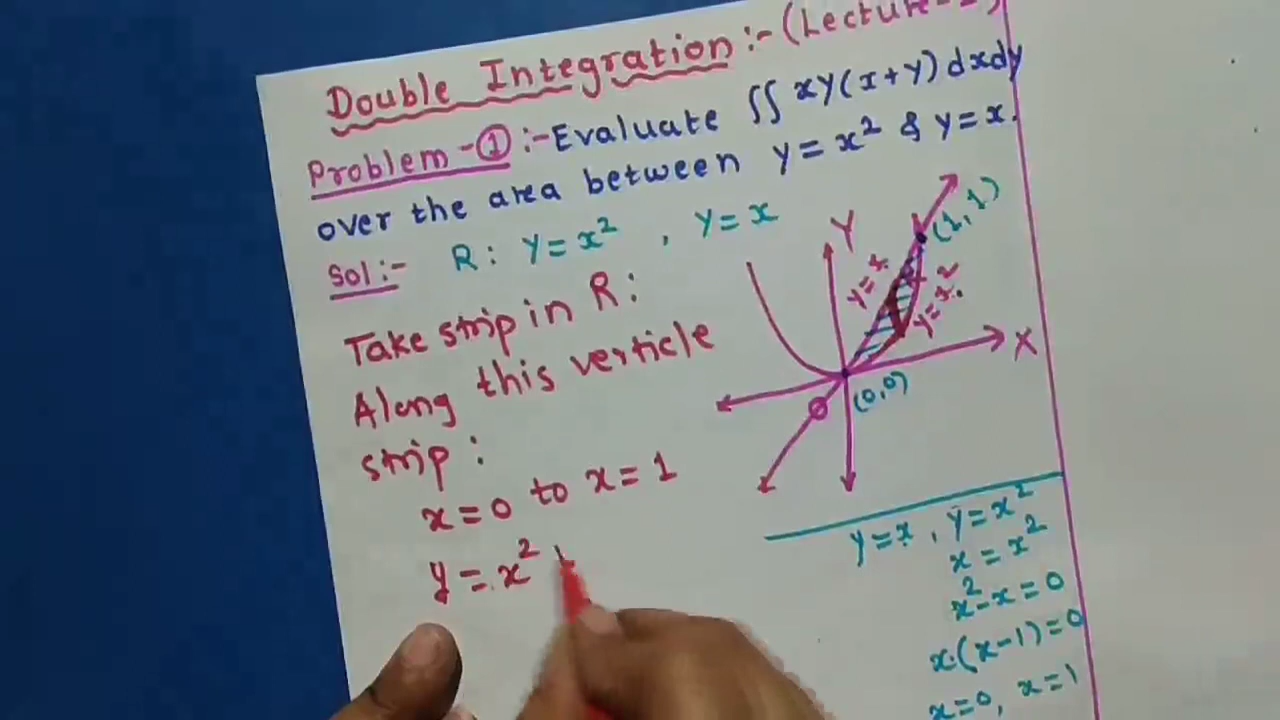 Double Integration:-(Lecture-
Problem-①:-Evaluate ∬ xy(x+y) dxdy
over the area between y=x² & y=x.
Sol:- R: y=x² , y=x
Take strip in R:
Along this verticle
strip:
x=0 to x=1
y=x²
Y
(1,1)
y=x
y=x².
X
(0,0)
y=x, y=x²
x=x²
x²-x=0
x.(x-1)=0
x=0, x=1